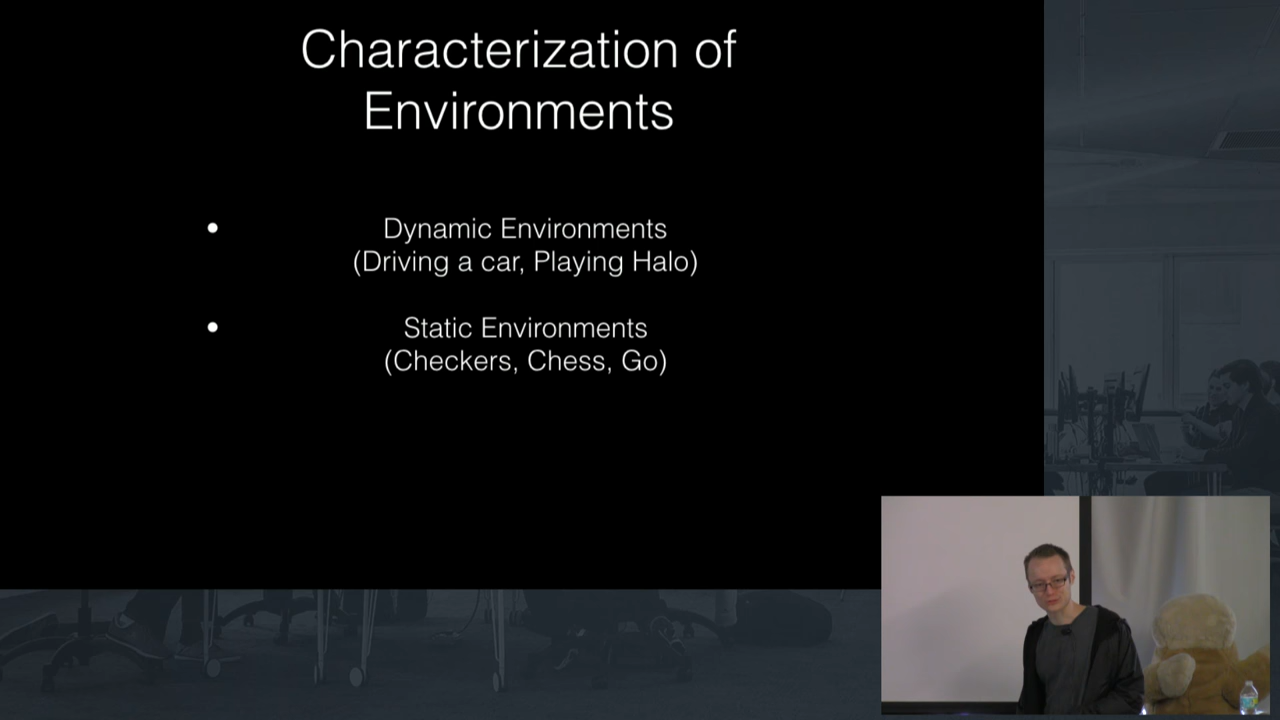 Characterization of
Environments
• Dynamic Environments
(Driving a car, Playing Halo)
• Static Environments
(Checkers, Chess, Go)